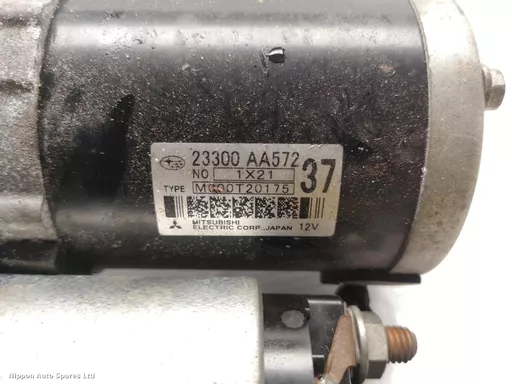 23300 AA572
NO 1X21 37
TYPE M000T20175
MITSUBISHI
ELECTRIC CORP., JAPAN 12V
Nippon Auto Spares Ltd